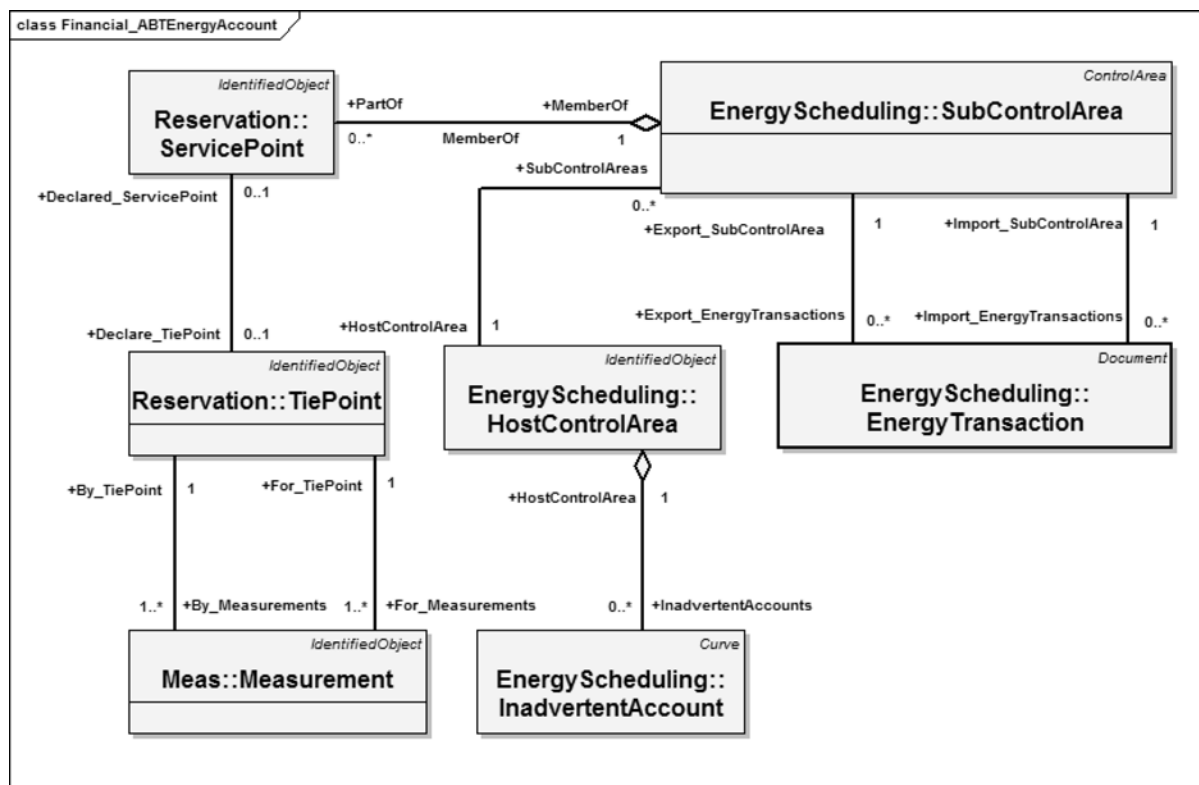 class Financial_ABTEnergyAccount
IdentifiedObject
Reservation::
ServicePoint
ControlArea
EnergyScheduling::SubControlArea
+PartOf
+MemberOf
0..*
MemberOf
1
+SubControlAreas
0..*
+Declared_ServicePoint
0..1
+Export_SubControlArea
1
+Import_SubControlArea
1
+Declare_TiePoint
0..1
+HostControlArea
1
+Export_EnergyTransactions
0..*
+Import_EnergyTransactions
0..*
IdentifiedObject
Reservation::TiePoint
IdentifiedObject
EnergyScheduling::
HostControlArea
Document
EnergyScheduling::
EnergyTransaction
+By_TiePoint
1
+For_TiePoint
1
+HostControlArea
1
1..*
+By_Measurements
1..*
+For_Measurements
0..*
+InadvertentAccounts
IdentifiedObject
Meas::Measurement
Curve
EnergyScheduling::
InadvertentAccount